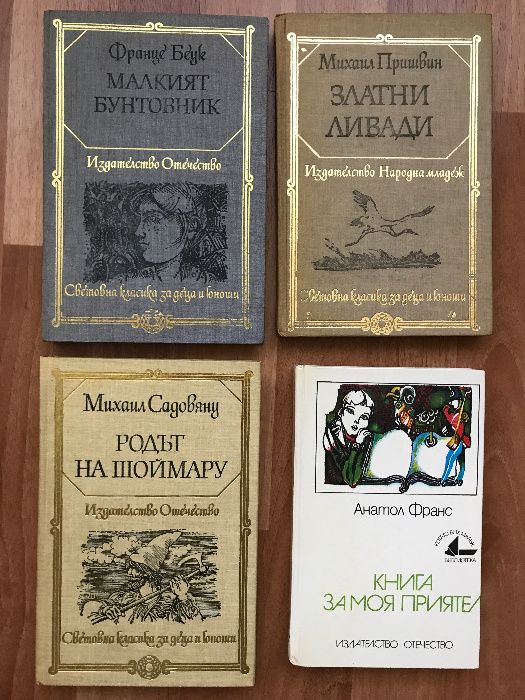 Франце Беук
МАЛКИЯТ
БУНТОВНИК
Издателство Отечество
Световна класика за деца и юноши
Михаил Пришвин
ЗЛАТНИ
ЛИВАДИ
Издателство Народна младеж
Световна класика за деца и юноши
Михаил Садовяну
РОДЪТ
НА ШОЙМАРУ
Издателство Отечество
Световна класика за деца и юноши
Анатол Франс
БИБЛИОТЕКА
КНИГА
ЗА МОЯ ПРИЯТЕЛ
ИЗДАТЕЛСТВО ОТЕЧЕСТВО